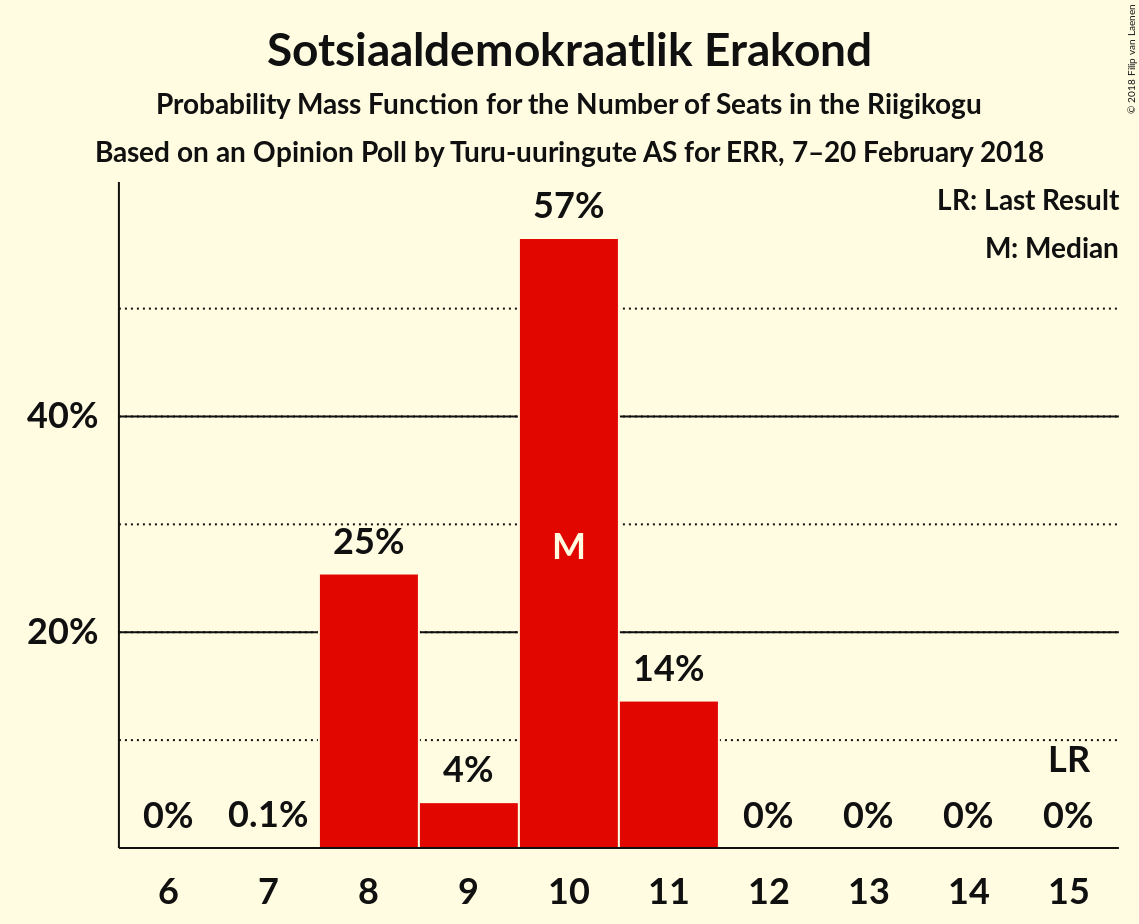 Sotsiaaldemokraatlik Erakond
Probability Mass Function for the Number of Seats in the Riigikogu
Based on an Opinion Poll by Turu-uuringute AS for ERR, 7–20 February 2018
© 2018 Filip van Laenen
LR: Last Result
M: Median
57%
40%
25%
M
20%
14%
4%
LR
0%
0.1%
0%
0%
0%
0%
6 7 8 9 10 11 12 13 14 15